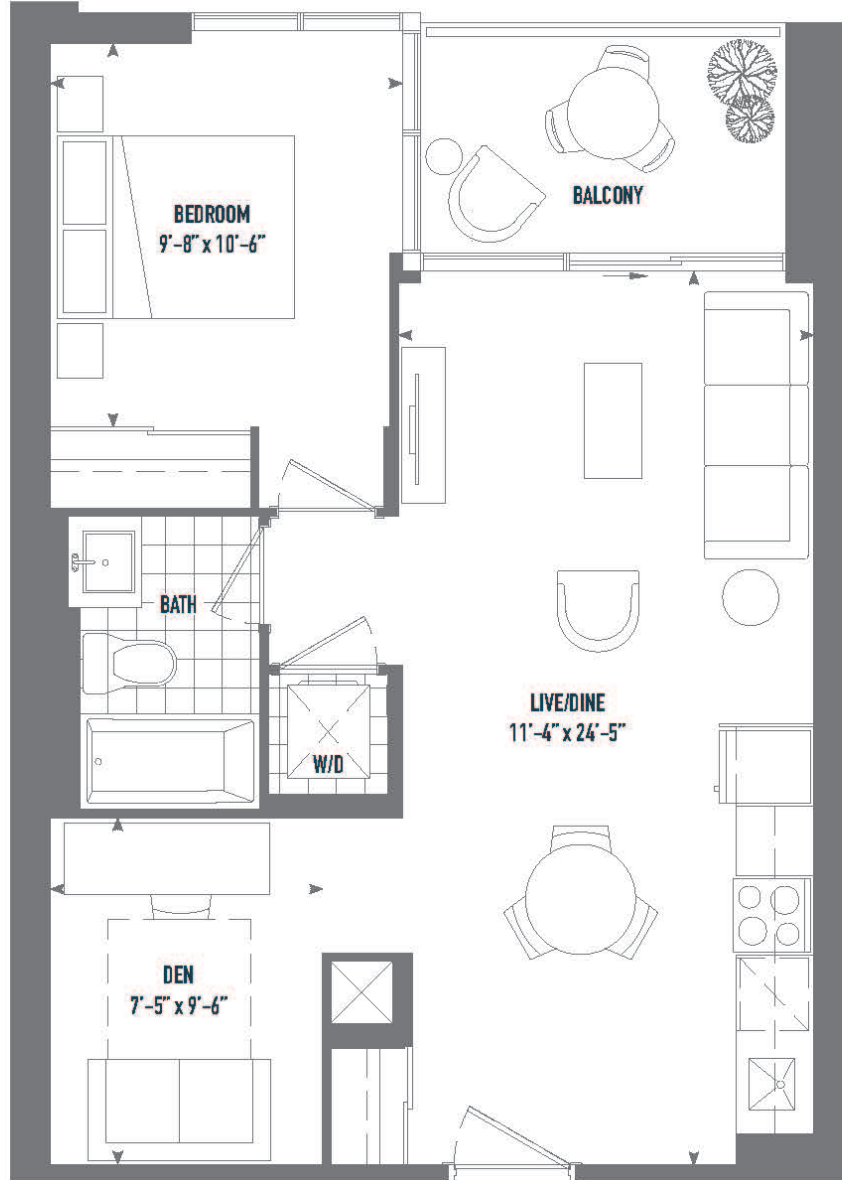 BALCONY
BEDROOM
9'-8" x 10'-6"
BATH
LIVE/DINE
11'-4" x 24'-5"
W/D
DEN
7'-5" x 9'-6"